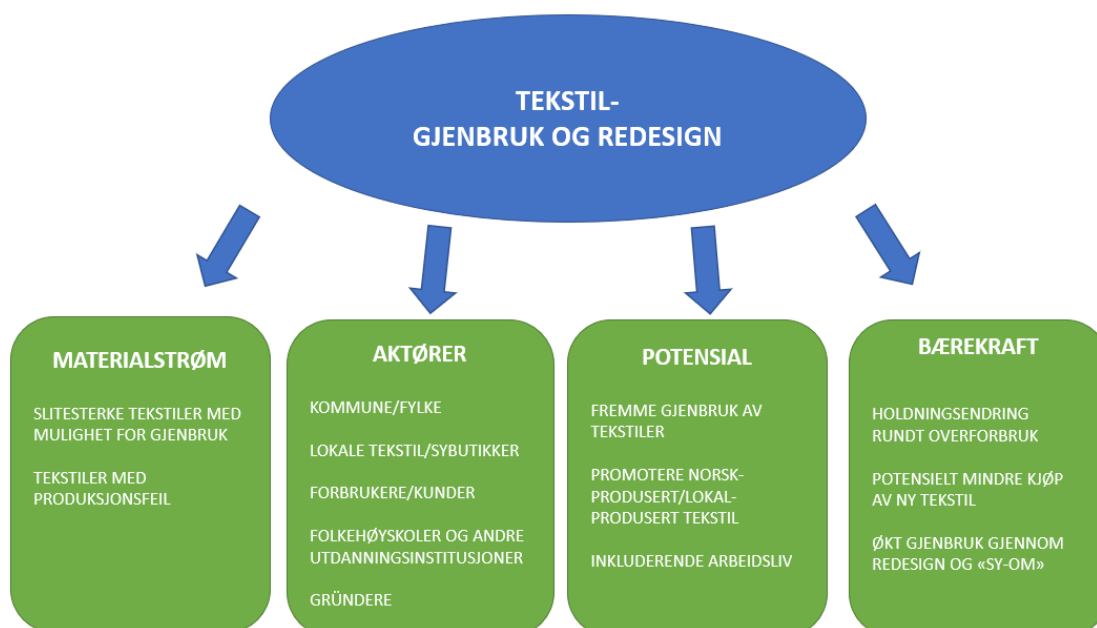 TEKSTIL-
GJENBRUK OG REDESIGN
MATERIALSTRØM
SLITESTERKE TEKSTILER MED
MULIGHET FOR GJENBRUK
TEKSTILER MED
PRODUKSJONSFEIL
AKTØRER
KOMMUNE/FYLKE
LOKALE TEKSTIL/SYBUTIKKER
FORBRUKERE/KUNDER
FOLKEHØYSKOLER OG ANDRE
UTDANNINGSINSTITUSJONER
GRÜNDERE
POTENSIAL
FREMME GJENBRUK AV
TEKSTILER
PROMOTERE NORSK-
PRODUSERT/LOKAL-
PRODUSERT TEKSTIL
INKLUDERENDE ARBEIDSLIV
BÆREKRAFT
HOLDNINGSENDRING
RUNDT OVERFORBRUK
POTENSIELT MINDRE KJØP
AV NY TEKSTIL
ØKT GJENBRUK GJENNOM
REDESIGN OG «SY-OM»